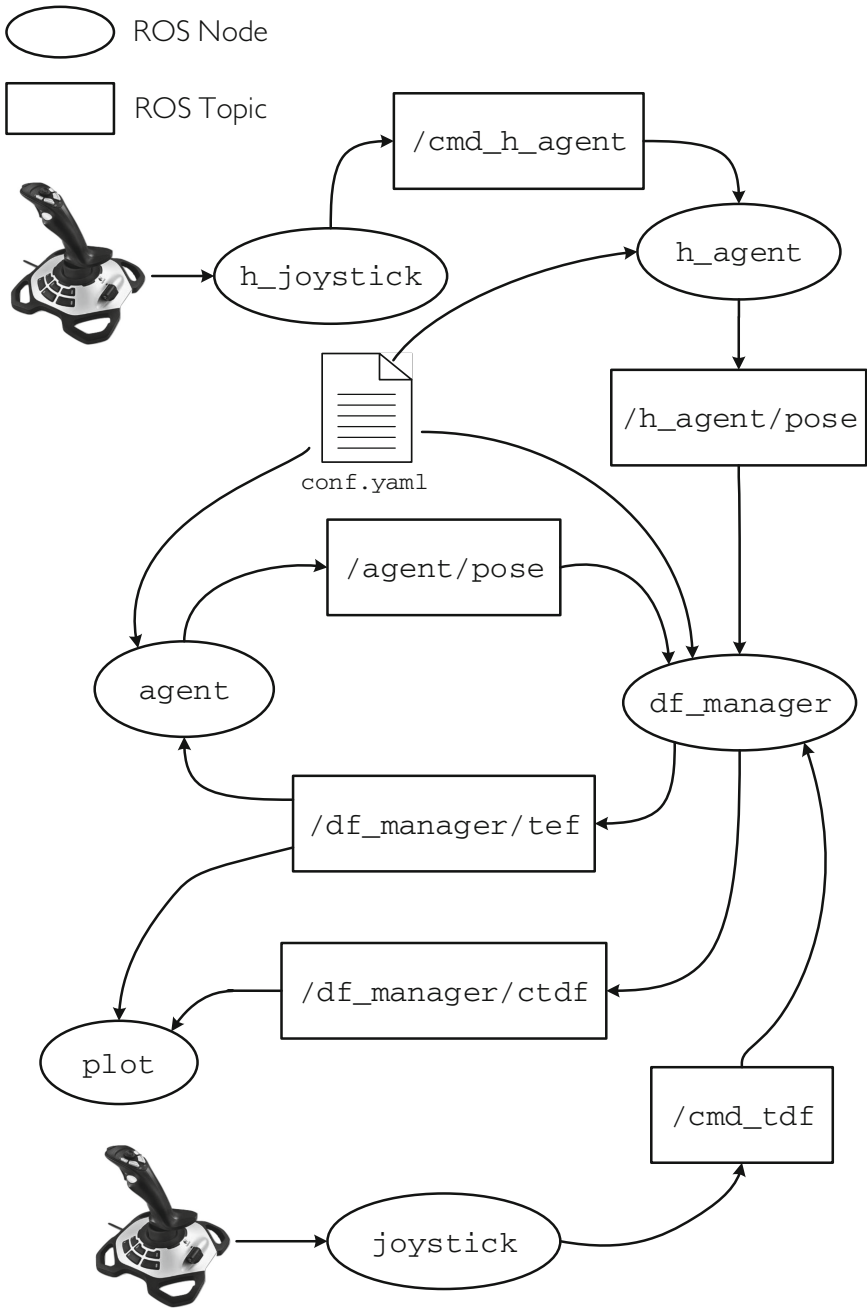 ROS Node
ROS Topic
/cmd_h_agent
h_joystick
h_agent
/h_agent/pose
conf.yaml
/agent/pose
agent
df_manager
/df_manager/tef
/df_manager/ctdf
plot
/cmd_tdf
joystick